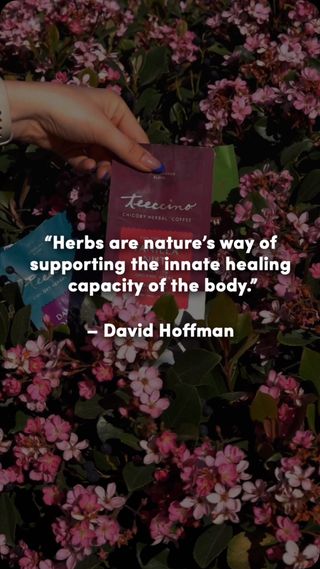 teeccino
CHICORY HERBAL COFFEE
“Herbs are nature’s way of
supporting the innate healing
capacity of the body.”
– David Hoffman